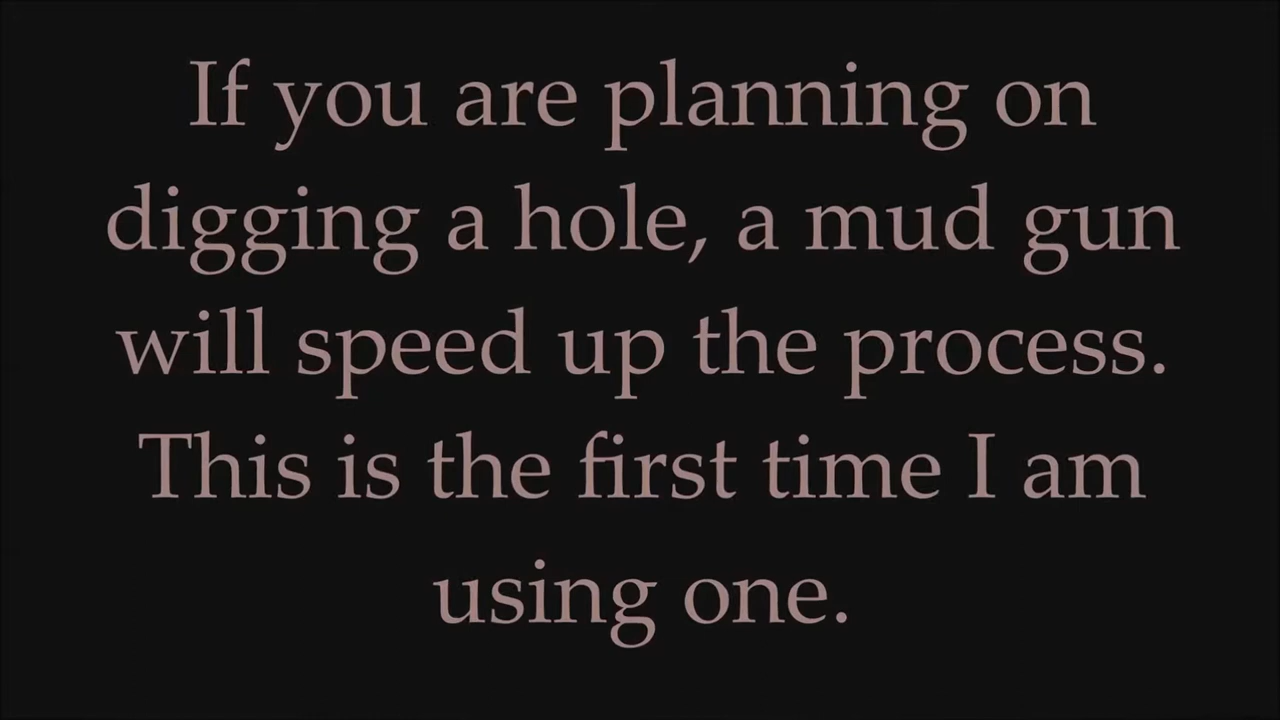 If you are planning on
digging a hole, a mud gun
will speed up the process.
This is the first time I am
using one.